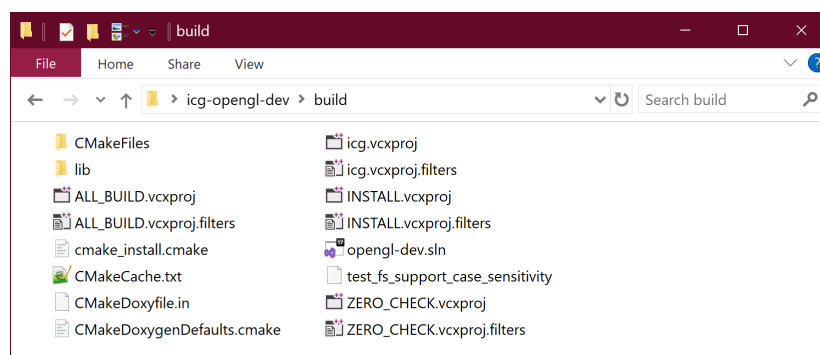 build
File Home Share View
icg-opengl-dev build Search build
CMakeFiles
lib
ALL_BUILD.vcxproj
ALL_BUILD.vcxproj.filters
cmake_install.cmake
CMakeCache.txt
CMakeDoxyfile.in
CMakeDoxygenDefaults.cmake
icg.vcxproj
icg.vcxproj.filters
INSTALL.vcxproj
INSTALL.vcxproj.filters
opengl-dev.sln
test_fs_support_case_sensitivity
ZERO_CHECK.vcxproj
ZERO_CHECK.vcxproj.filters